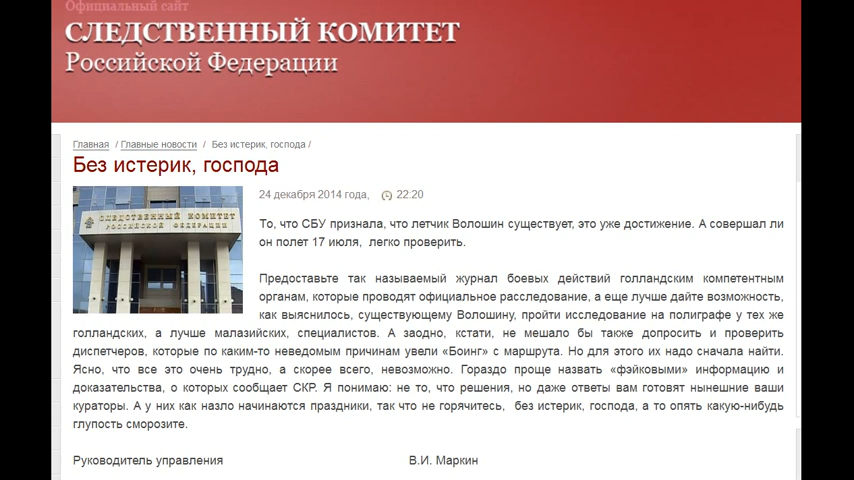 Официальный сайт
СЛЕДСТВЕННЫЙ КОМИТЕТ
Российской Федерации
Главная / Главные новости / Без истерик, господа /
Без истерик, господа
24 декабря 2014 года, 22:20
СЛЕДСТВЕННЫЙ КОМИТЕТ
РОССИЙСКОЙ ФЕДЕРАЦИИ
То, что СБУ признала, что летчик Волошин существует, это уже достижение. А совершал ли
он полет 17 июля, легко проверить.
Предоставьте так называемый журнал боевых действий голландским компетентным
органам, которые проводят официальное расследование, а еще лучше дайте возможность,
как выяснилось, существующему Волошину, пройти исследование на полиграфе у тех же
голландских, а лучше малазийских, специалистов. А заодно, кстати, не мешало бы также допросить и проверить
диспетчеров, которые по каким-то неведомым причинам увели «Боинг» с маршрута. Но для этого их надо сначала найти.
Ясно, что все это очень трудно, а скорее всего, невозможно. Гораздо проще назвать «фэйковыми» информацию и
доказательства, о которых сообщает СКР. Я понимаю: не то, что решения, но даже ответы вам готовят нынешние ваши
кураторы. А у них как назло начинаются праздники, так что не горячитесь, без истерик, господа, а то опять какую-нибудь
глупость сморозите.
Руководитель управления В.И. Маркин